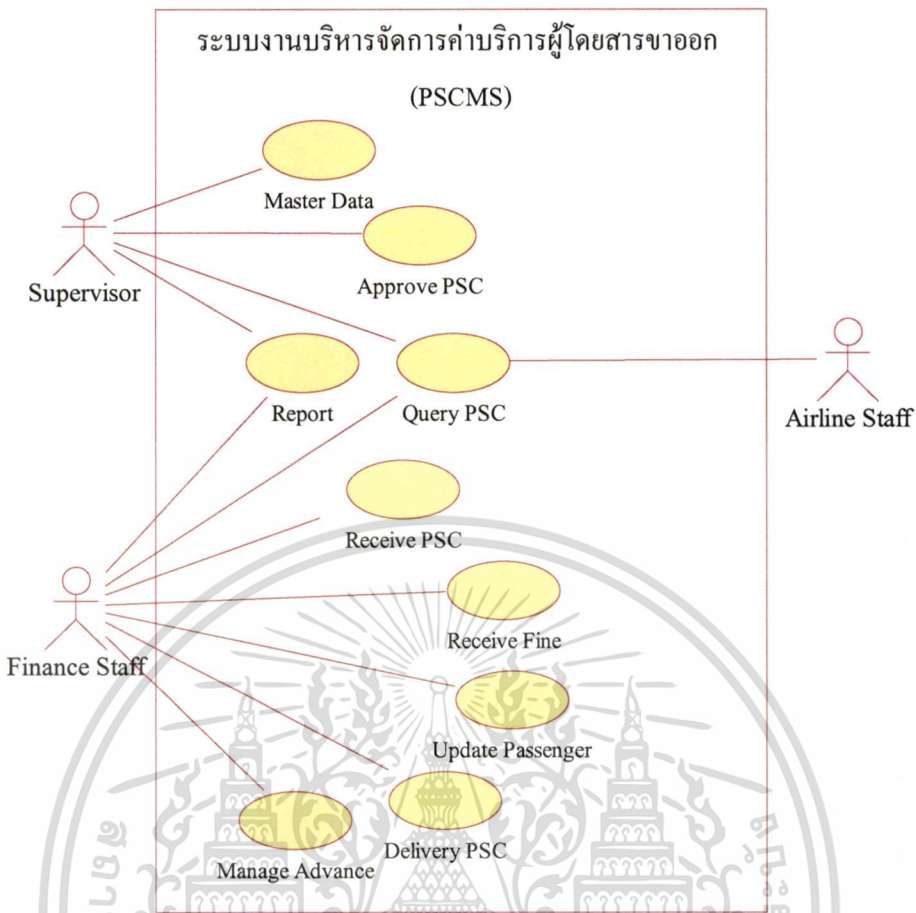 ระบบงานบริหารจัดการค่าบริการผู้โดยสารขาออก
(PSCMS)
Master Data
Supervisor
Approve PSC
Report
Query PSC
Airline Staff
Receive PSC
Finance Staff
Receive Fine
Update Passenger
Manage Advance
Delivery PSC